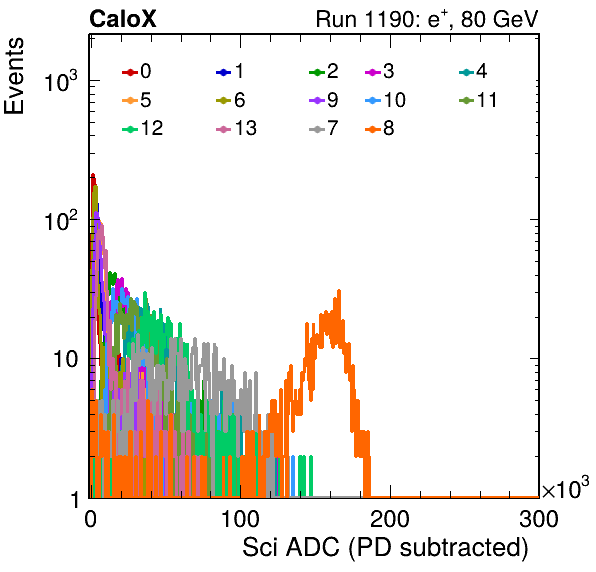 CaloX Run 1190: e⁺, 80 GeV
Events
10³
0 1 2 3 4
5 6 9 10 11
12 13 7 8
10²
10
1
0 100 200 300
×10³
Sci ADC (PD subtracted)